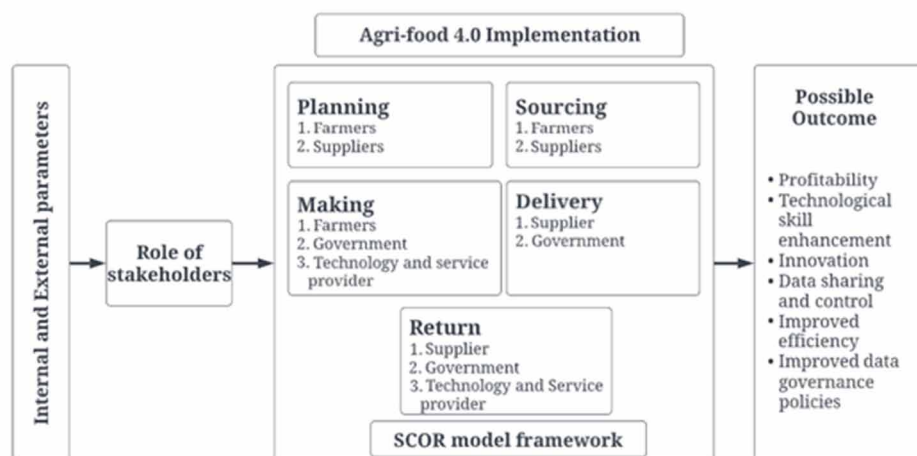 Agri-food 4.0 Implementation
Internal and External parameters
Role of
stakeholders
Planning
1. Farmers
2. Suppliers
Sourcing
1. Farmers
2. Suppliers
Making
1. Farmers
2. Government
3. Technology and service
provider
Delivery
1. Supplier
2. Government
Return
1. Supplier
2. Government
3. Technology and Service
provider
SCOR model framework
Possible
Outcome
• Profitability
• Technological
skill
enhancement
• Innovation
• Data sharing
and control
• Improved
efficiency
• Improved data
governance
policies